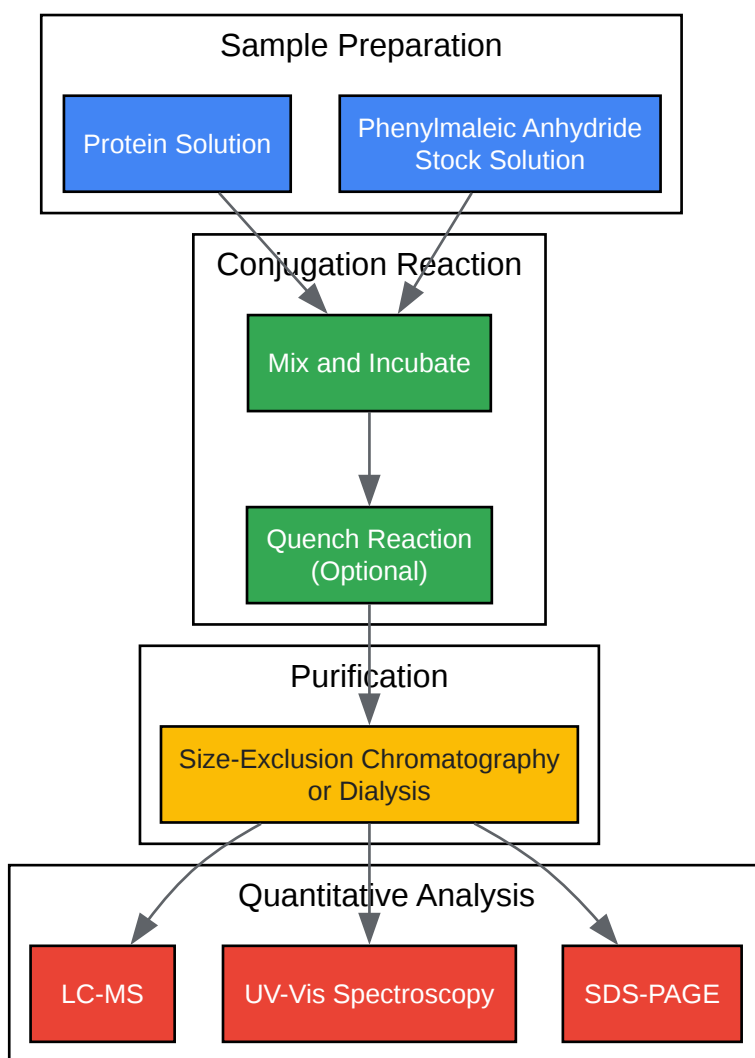 Sample Preparation
Protein Solution
Phenylmaleic Anhydride
Stock Solution
Conjugation Reaction
Mix and Incubate
Quench Reaction
(Optional)
Purification
Size-Exclusion Chromatography
or Dialysis
Quantitative Analysis
LC-MS
UV-Vis Spectroscopy
SDS-PAGE